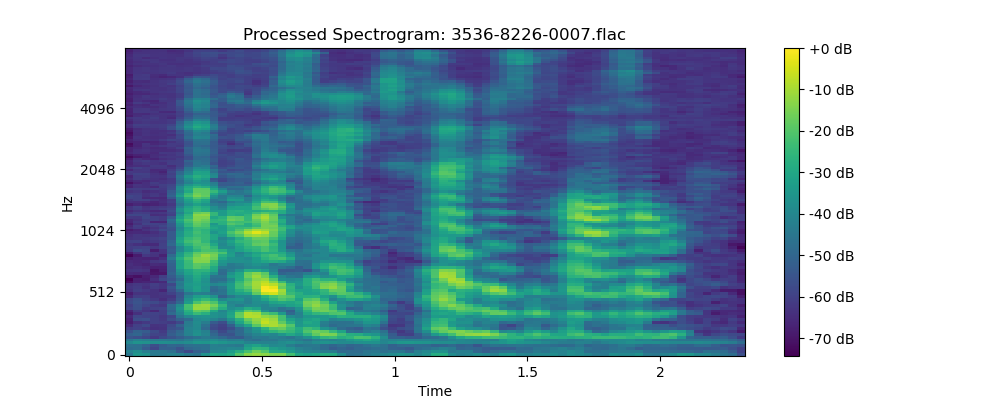 Processed Spectrogram: 3536-8226-0007.flac
Hz
4096
2048
1024
512
0
0
0.5
1
1.5
2
Time
+0 dB
-10 dB
-20 dB
-30 dB
-40 dB
-50 dB
-60 dB
-70 dB